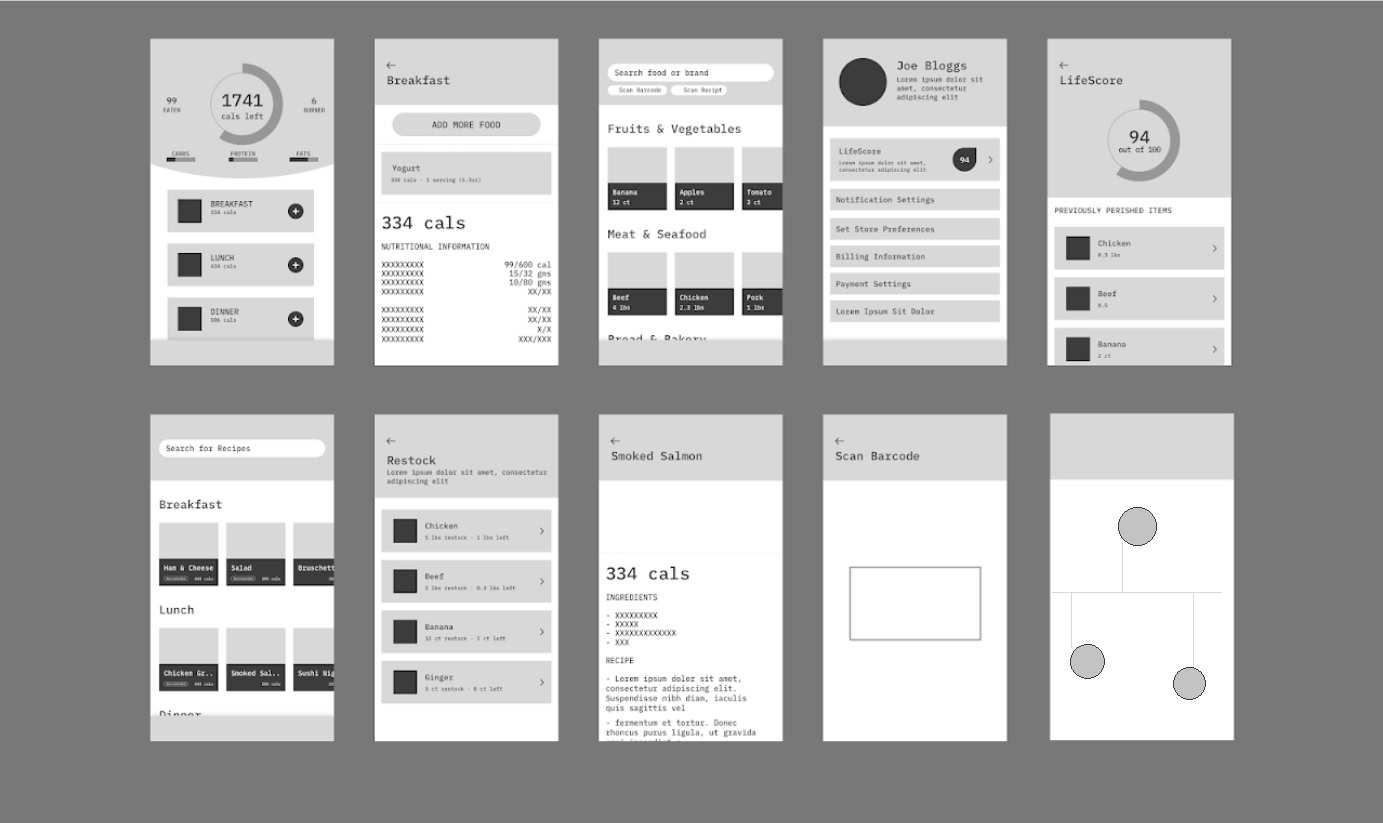 1741
cals left
99
EATEN
6
BURNED
CARBS
PROTEIN
FATS
BREAKFAST
334 cals
LUNCH
434 cals
DINNER
506 cals
←
Breakfast
ADD MORE FOOD
Yogurt
334 cals · 1 serving (5.3oz)
334 cals
NUTRITIONAL INFORMATION
XXXXXXXXX 99/600 cal
XXXXXXXXX 15/32 gms
XXXXXXXXX 10/80 gms
XXXXXXXXX XX/XX
XXXXXXXXX XX/XX
XXXXXXXXX XX/XX
XXXXXXXXX X/X
XXXXXXXXX XXX/XXX
Search food or brand
Scan Barcode
Scan Recipt
Fruits & Vegetables
Banana
12 ct
Apples
2 ct
Tomato
3 ct
Meat & Seafood
Beef
4 lbs
Chicken
2.3 lbs
Pork
1 lbs
Bread & Bakery
Joe Bloggs
Lorem ipsum dolor sit
amet, consectetur
adipiscing elit
LifeScore
Lorem ipsum dolor sit amet,
consectetur adipiscing elit
94
Notification Settings
Set Store Preferences
Billing Information
Payment Settings
Lorem Ipsum Sit Dolor
←
LifeScore
94
out of 100
PREVIOUSLY PERISHED ITEMS
Chicken
0.3 lbs
Beef
0.5
Banana
2 ct
Search for Recipes
Breakfast
Ham & Cheese
Salad
Bruschett
Lunch
Chicken Gr..
Smoked Sal..
Sushi Nig
Dinner
←
Restock
Lorem ipsum dolor sit amet, consectetur
adipiscing elit
Chicken
5 lbs restock · 1 lbs left
Beef
2 lbs restock · 0.3 lbs left
Banana
12 ct restock · 1 ct left
Ginger
3 ct restock · 0 ct left
←
Smoked Salmon
334 cals
INGREDIENTS
- XXXXXXXXX
- XXXXX
- XXXXXXXXXXXXX
- XXX
RECIPE
- Lorem ipsum dolor sit amet,
consectetur adipiscing elit.
Suspendisse nibh diam, iaculis
quis sagittis vel
- fermentum et tortor. Donec
rhoncus purus ligula, ut gravida
←
Scan Barcode